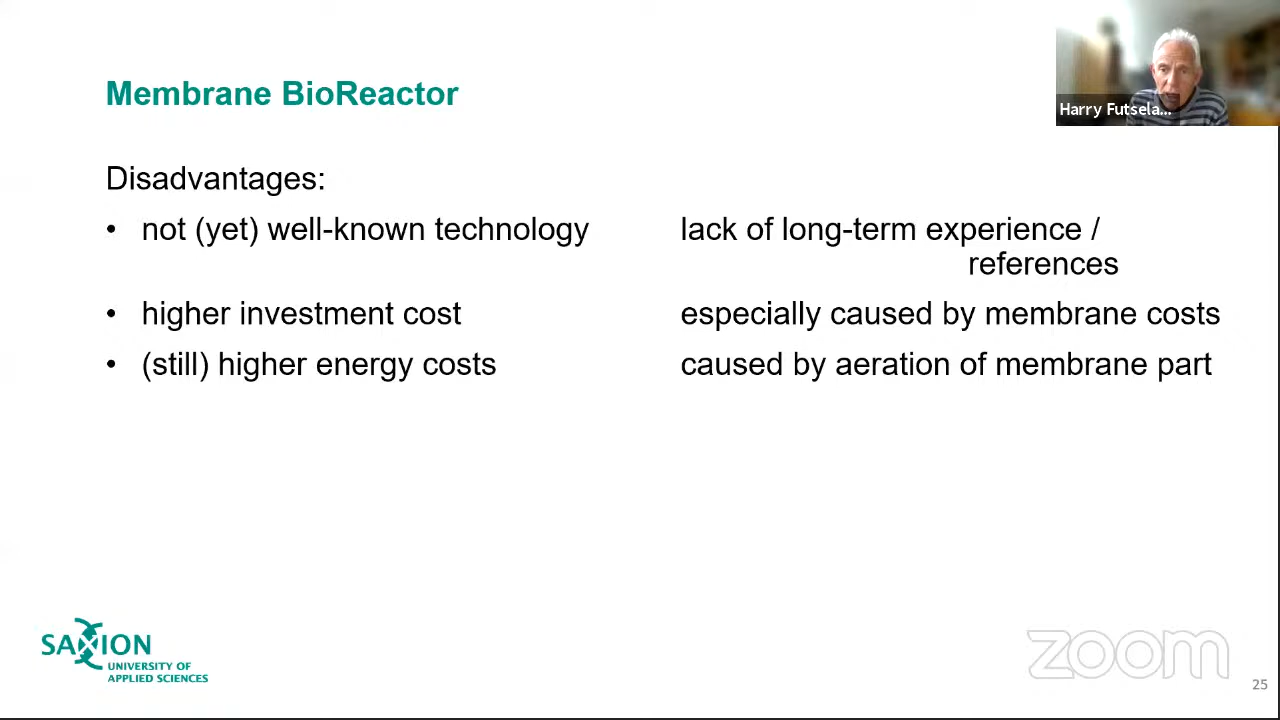 Membrane BioReactor
Harry Futsela...
Disadvantages:
• not (yet) well-known technology lack of long-term experience /
references
• higher investment cost especially caused by membrane costs
• (still) higher energy costs caused by aeration of membrane part
SAXION
UNIVERSITY OF
APPLIED SCIENCES
zoom
25